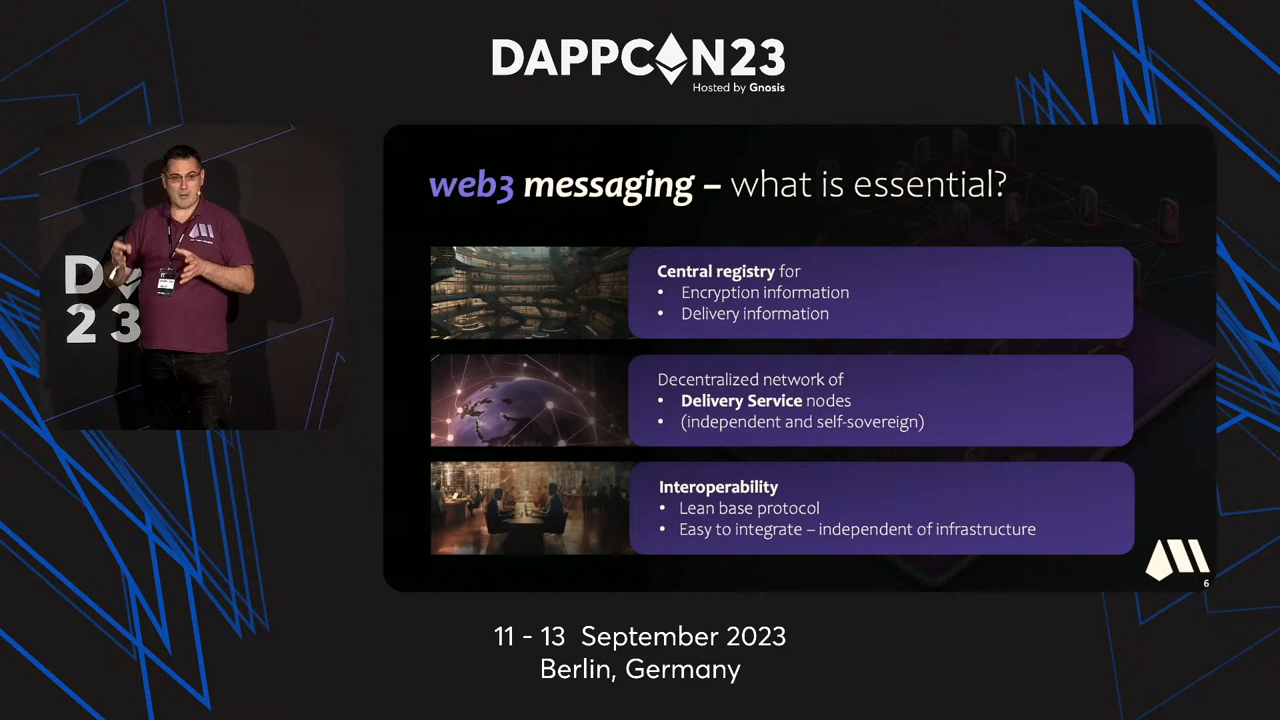 DAPPCON23
Hosted by Gnosis
D
23
web3 messaging – what is essential?
Central registry for
• Encryption information
• Delivery information
Decentralized network of
• Delivery Service nodes
• (independent and self-sovereign)
Interoperability
• Lean base protocol
• Easy to integrate – independent of infrastructure
6
11 - 13 September 2023
Berlin, Germany